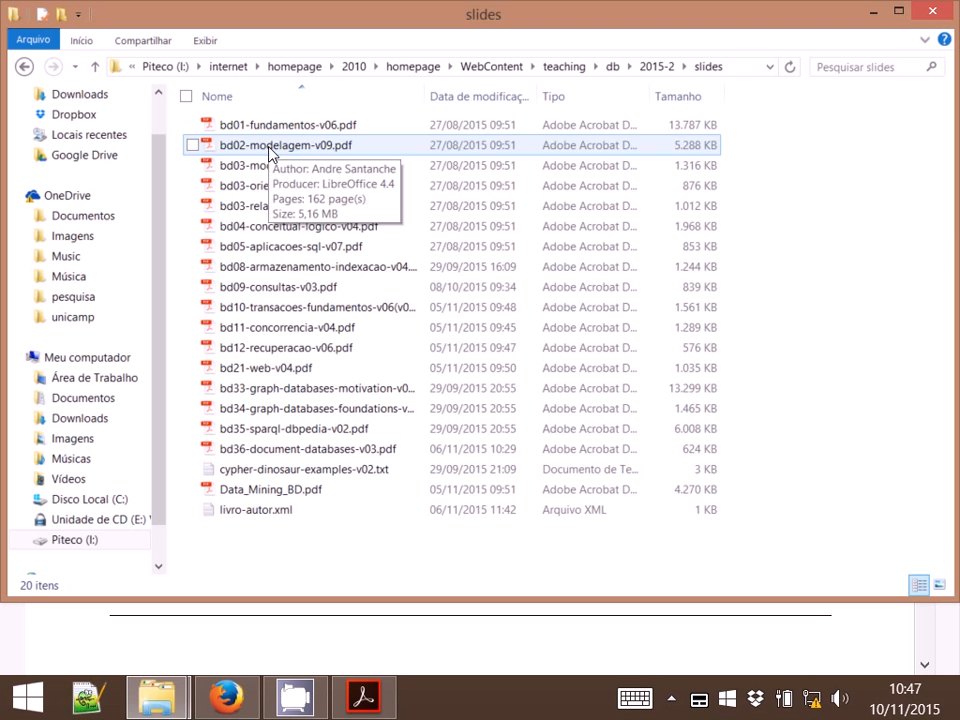 slides
Arquivo Início Compartilhar Exibir
« Piteco (I:) internet homepage 2010 homepage WebContent teaching db 2015-2 slides Pesquisar slides
Downloads
Dropbox
Locais recentes
Google Drive
OneDrive
Documentos
Imagens
Music
Música
pesquisa
unicamp
Meu computador
Área de Trabalho
Documentos
Downloads
Imagens
Músicas
Vídeos
Disco Local (C:)
Unidade de CD (E:)
Piteco (I:)
Nome Data de modificaç... Tipo Tamanho
bd01-fundamentos-v06.pdf 27/08/2015 09:51 Adobe Acrobat D... 13.787 KB
bd02-modelagem-v09.pdf 27/08/2015 09:51 Adobe Acrobat D... 5.288 KB
bd03-mo 27/08/2015 09:51 Adobe Acrobat D... 1.316 KB
bd03-orie 27/08/2015 09:51 Adobe Acrobat D... 876 KB
bd03-rela 27/08/2015 09:51 Adobe Acrobat D... 1.012 KB
bd04-conceitual-logico-v04.pdf 27/08/2015 09:51 Adobe Acrobat D... 1.968 KB
bd05-aplicacoes-sql-v07.pdf 27/08/2015 09:51 Adobe Acrobat D... 853 KB
bd08-armazenamento-indexacao-v04.... 29/09/2015 16:09 Adobe Acrobat D... 1.244 KB
bd09-consultas-v03.pdf 08/10/2015 09:34 Adobe Acrobat D... 839 KB
bd10-transacoes-fundamentos-v06(v0... 05/11/2015 09:48 Adobe Acrobat D... 1.561 KB
bd11-concorrencia-v04.pdf 05/11/2015 09:45 Adobe Acrobat D... 1.289 KB
bd12-recuperacao-v06.pdf 05/11/2015 09:47 Adobe Acrobat D... 576 KB
bd21-web-v04.pdf 05/11/2015 09:50 Adobe Acrobat D... 1.035 KB
bd33-graph-databases-motivation-v0... 29/09/2015 20:55 Adobe Acrobat D... 13.299 KB
bd34-graph-databases-foundations-v... 29/09/2015 20:55 Adobe Acrobat D... 1.465 KB
bd35-sparql-dbpedia-v02.pdf 29/09/2015 20:55 Adobe Acrobat D... 6.008 KB
bd36-document-databases-v03.pdf 06/11/2015 10:29 Adobe Acrobat D... 624 KB
cypher-dinosaur-examples-v02.txt 29/09/2015 21:09 Documento de Te... 3 KB
Data_Mining_BD.pdf 05/11/2015 09:51 Adobe Acrobat D... 4.270 KB
livro-autor.xml 06/11/2015 11:42 Arquivo XML 1 KB
Author: Andre Santanche
Producer: LibreOffice 4.4
Pages: 162 page(s)
Size: 5,16 MB
20 itens
10:47
10/11/2015